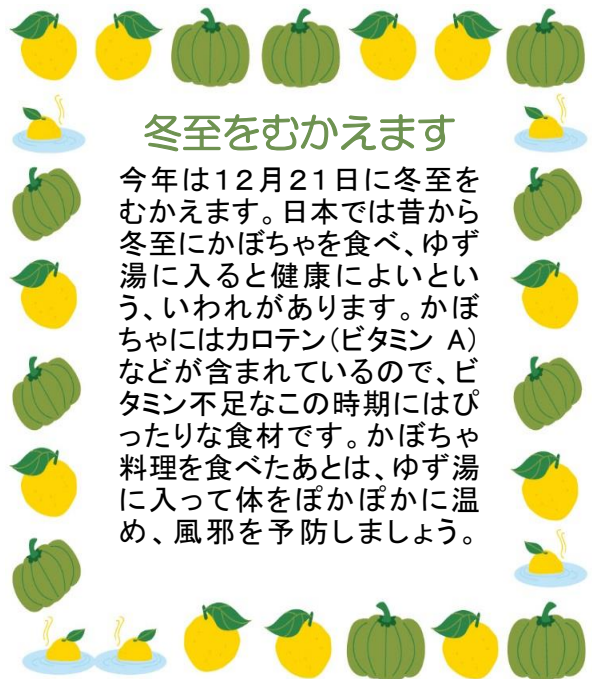 冬至をむかえます
今年は１２月２１日に冬至を
むかえます。日本では昔から
冬至にかぼちゃを食べ、ゆず
湯に入ると健康によいとい
う、いわれがあります。かぼ
ちゃにはカロテン（ビタミン A）
などが含まれているので、ビ
タミン不足なこの時期にはぴ
ったりな食材です。かぼちゃ
料理を食べたあとは、ゆず湯
に入って体をぽかぽかに温
め、風邪を予防しましょう。